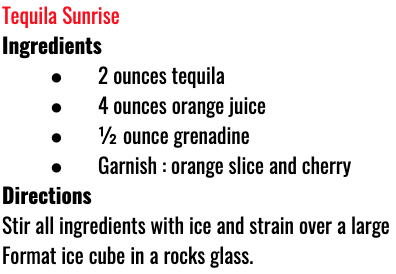 Tequila Sunrise
Ingredients
● 2 ounces tequila
● 4 ounces orange juice
● ½ ounce grenadine
● Garnish : orange slice and cherry
Directions
Stir all ingredients with ice and strain over a large
Format ice cube in a rocks glass.